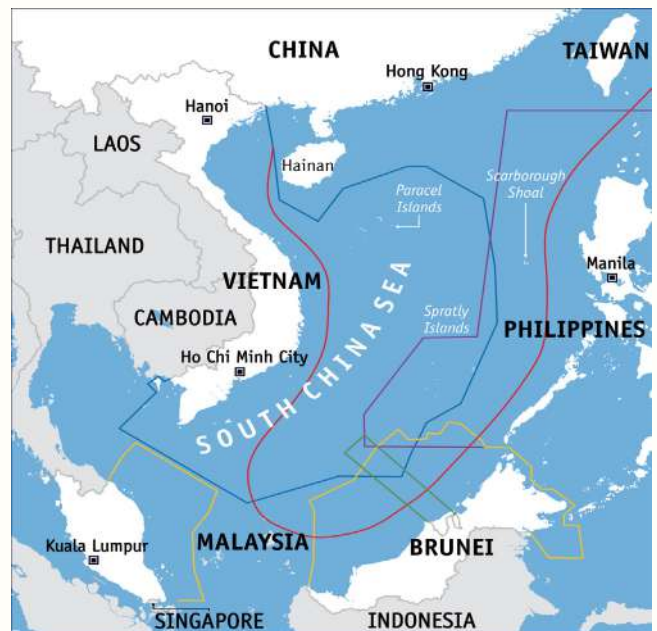 CHINA
TAIWAN
Hong Kong
Hanoi
LAOS
Hainan
Paracel
Islands
Scarborough
Shoal
THAILAND
VIETNAM
Manila
CAMBODIA
Spratly
Islands
PHILIPPINES
Ho Chi Minh City
SOUTH CHINA SEA
Kuala Lumpur
MALAYSIA
BRUNEI
SINGAPORE
INDONESIA